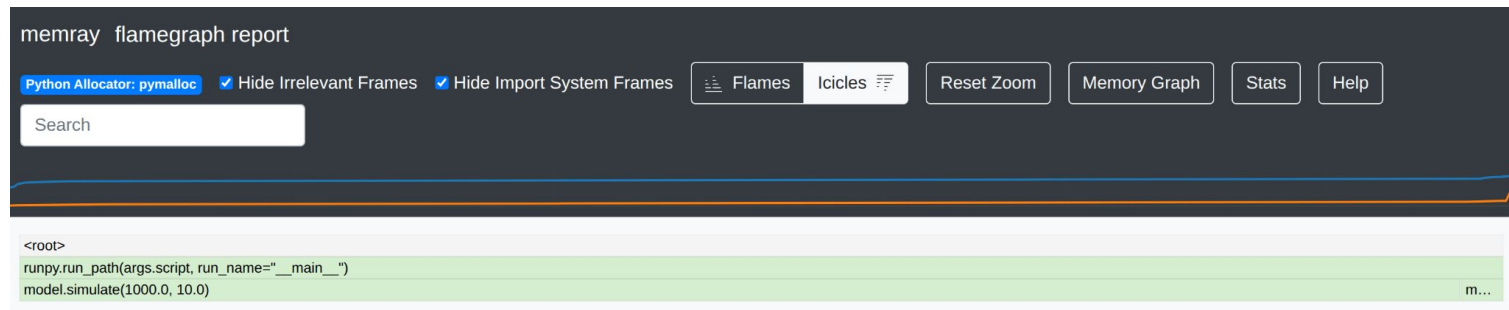 memray flamegraph report
Python Allocator: pymalloc Hide Irrelevant Frames Hide Import System Frames Flames Icicles Reset Zoom Memory Graph Stats Help
Search
<root>
runpy.run_path(args.script, run_name="__main__")
model.simulate(1000.0, 10.0) m...